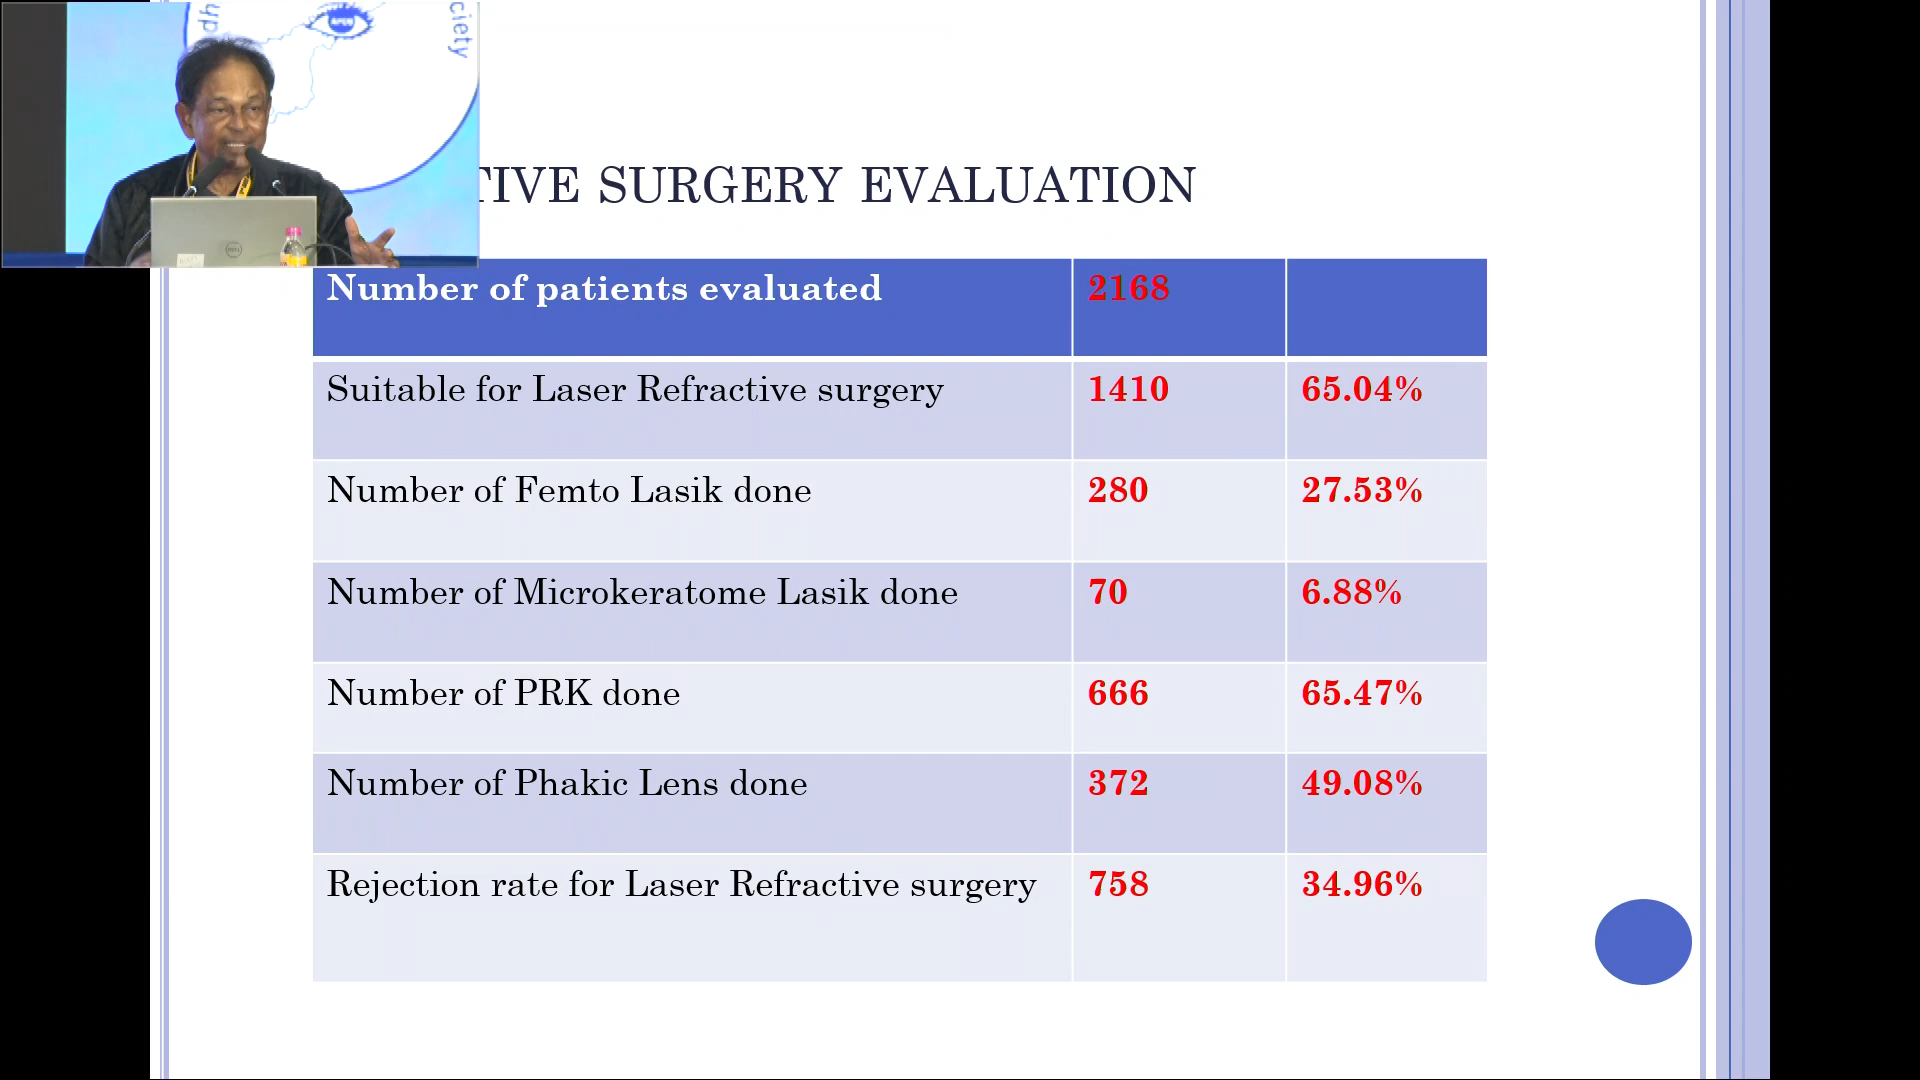 dh
ciety
TIVE SURGERY EVALUATION
Number of patients evaluated 2168
Suitable for Laser Refractive surgery 1410 65.04%
Number of Femto Lasik done 280 27.53%
Number of Microkeratome Lasik done 70 6.88%
Number of PRK done 666 65.47%
Number of Phakic Lens done 372 49.08%
Rejection rate for Laser Refractive surgery 758 34.96%